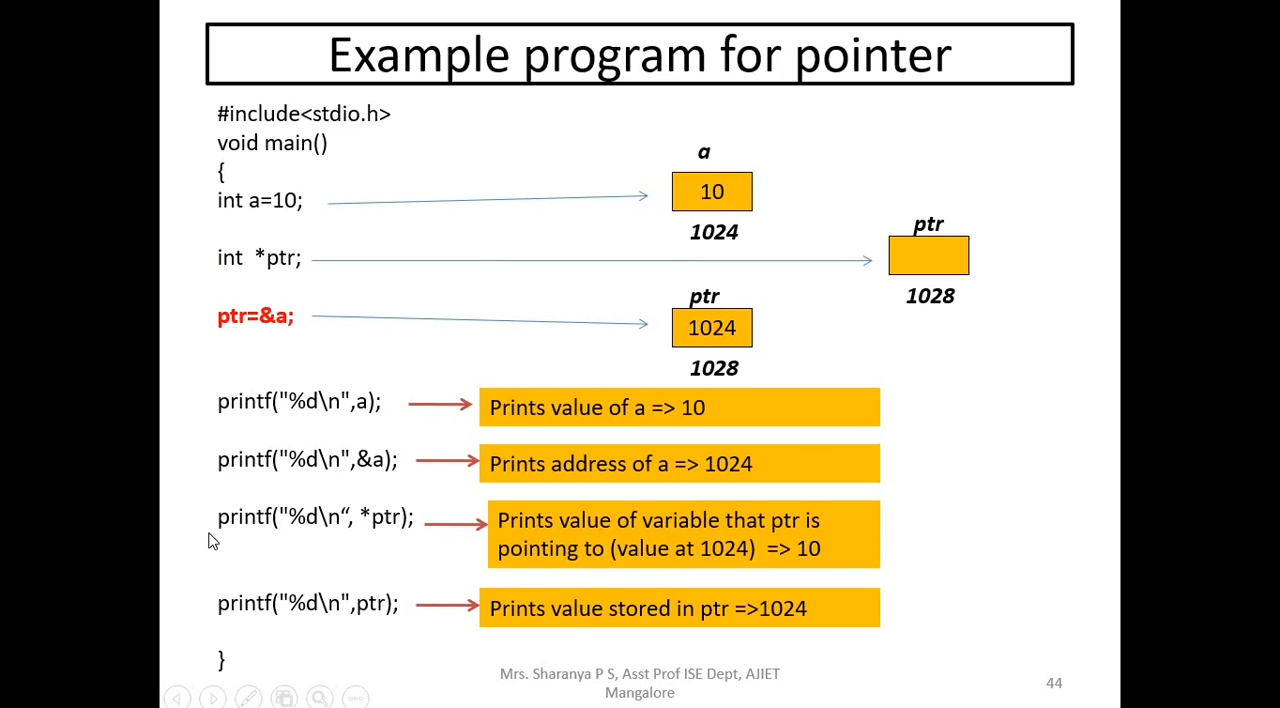 Example program for pointer
#include<stdio.h>
void main()
{
int a=10;
a
10
1024
int  *ptr;
ptr
1028
ptr=&a;
ptr
1024
1028
printf("%d\n",a);
Prints value of a => 10
printf("%d\n",&a);
Prints address of a => 1024
printf("%d\n“, *ptr);
Prints value of variable that ptr is
pointing to (value at 1024)  => 10
printf("%d\n",ptr);
Prints value stored in ptr =>1024
}
Mrs. Sharanya P S, Asst Prof ISE Dept, AJIET
Mangalore
44